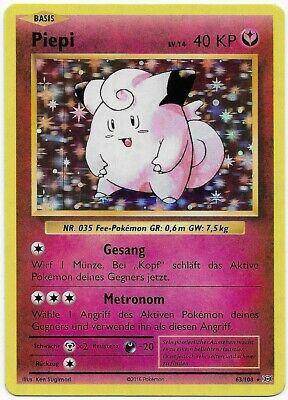 BASIS
Piepi LV.14 40 KP
NR. 035 Fee-Pokémon GR: 0,6 m GW: 7,5 kg
Gesang
Wirf 1 Münze. Bei „Kopf" schläft das Aktive
Pokémon deines Gegners jetzt.
Metronom
Wähle 1 Angriff des Aktiven Pokémon deines
Gegners und verwende ihn als diesen Angriff.
Schwäche ×2 Resistenz -20
Rückzug
Illus. Ken Sugimori ©2016 Pokémon 63/108